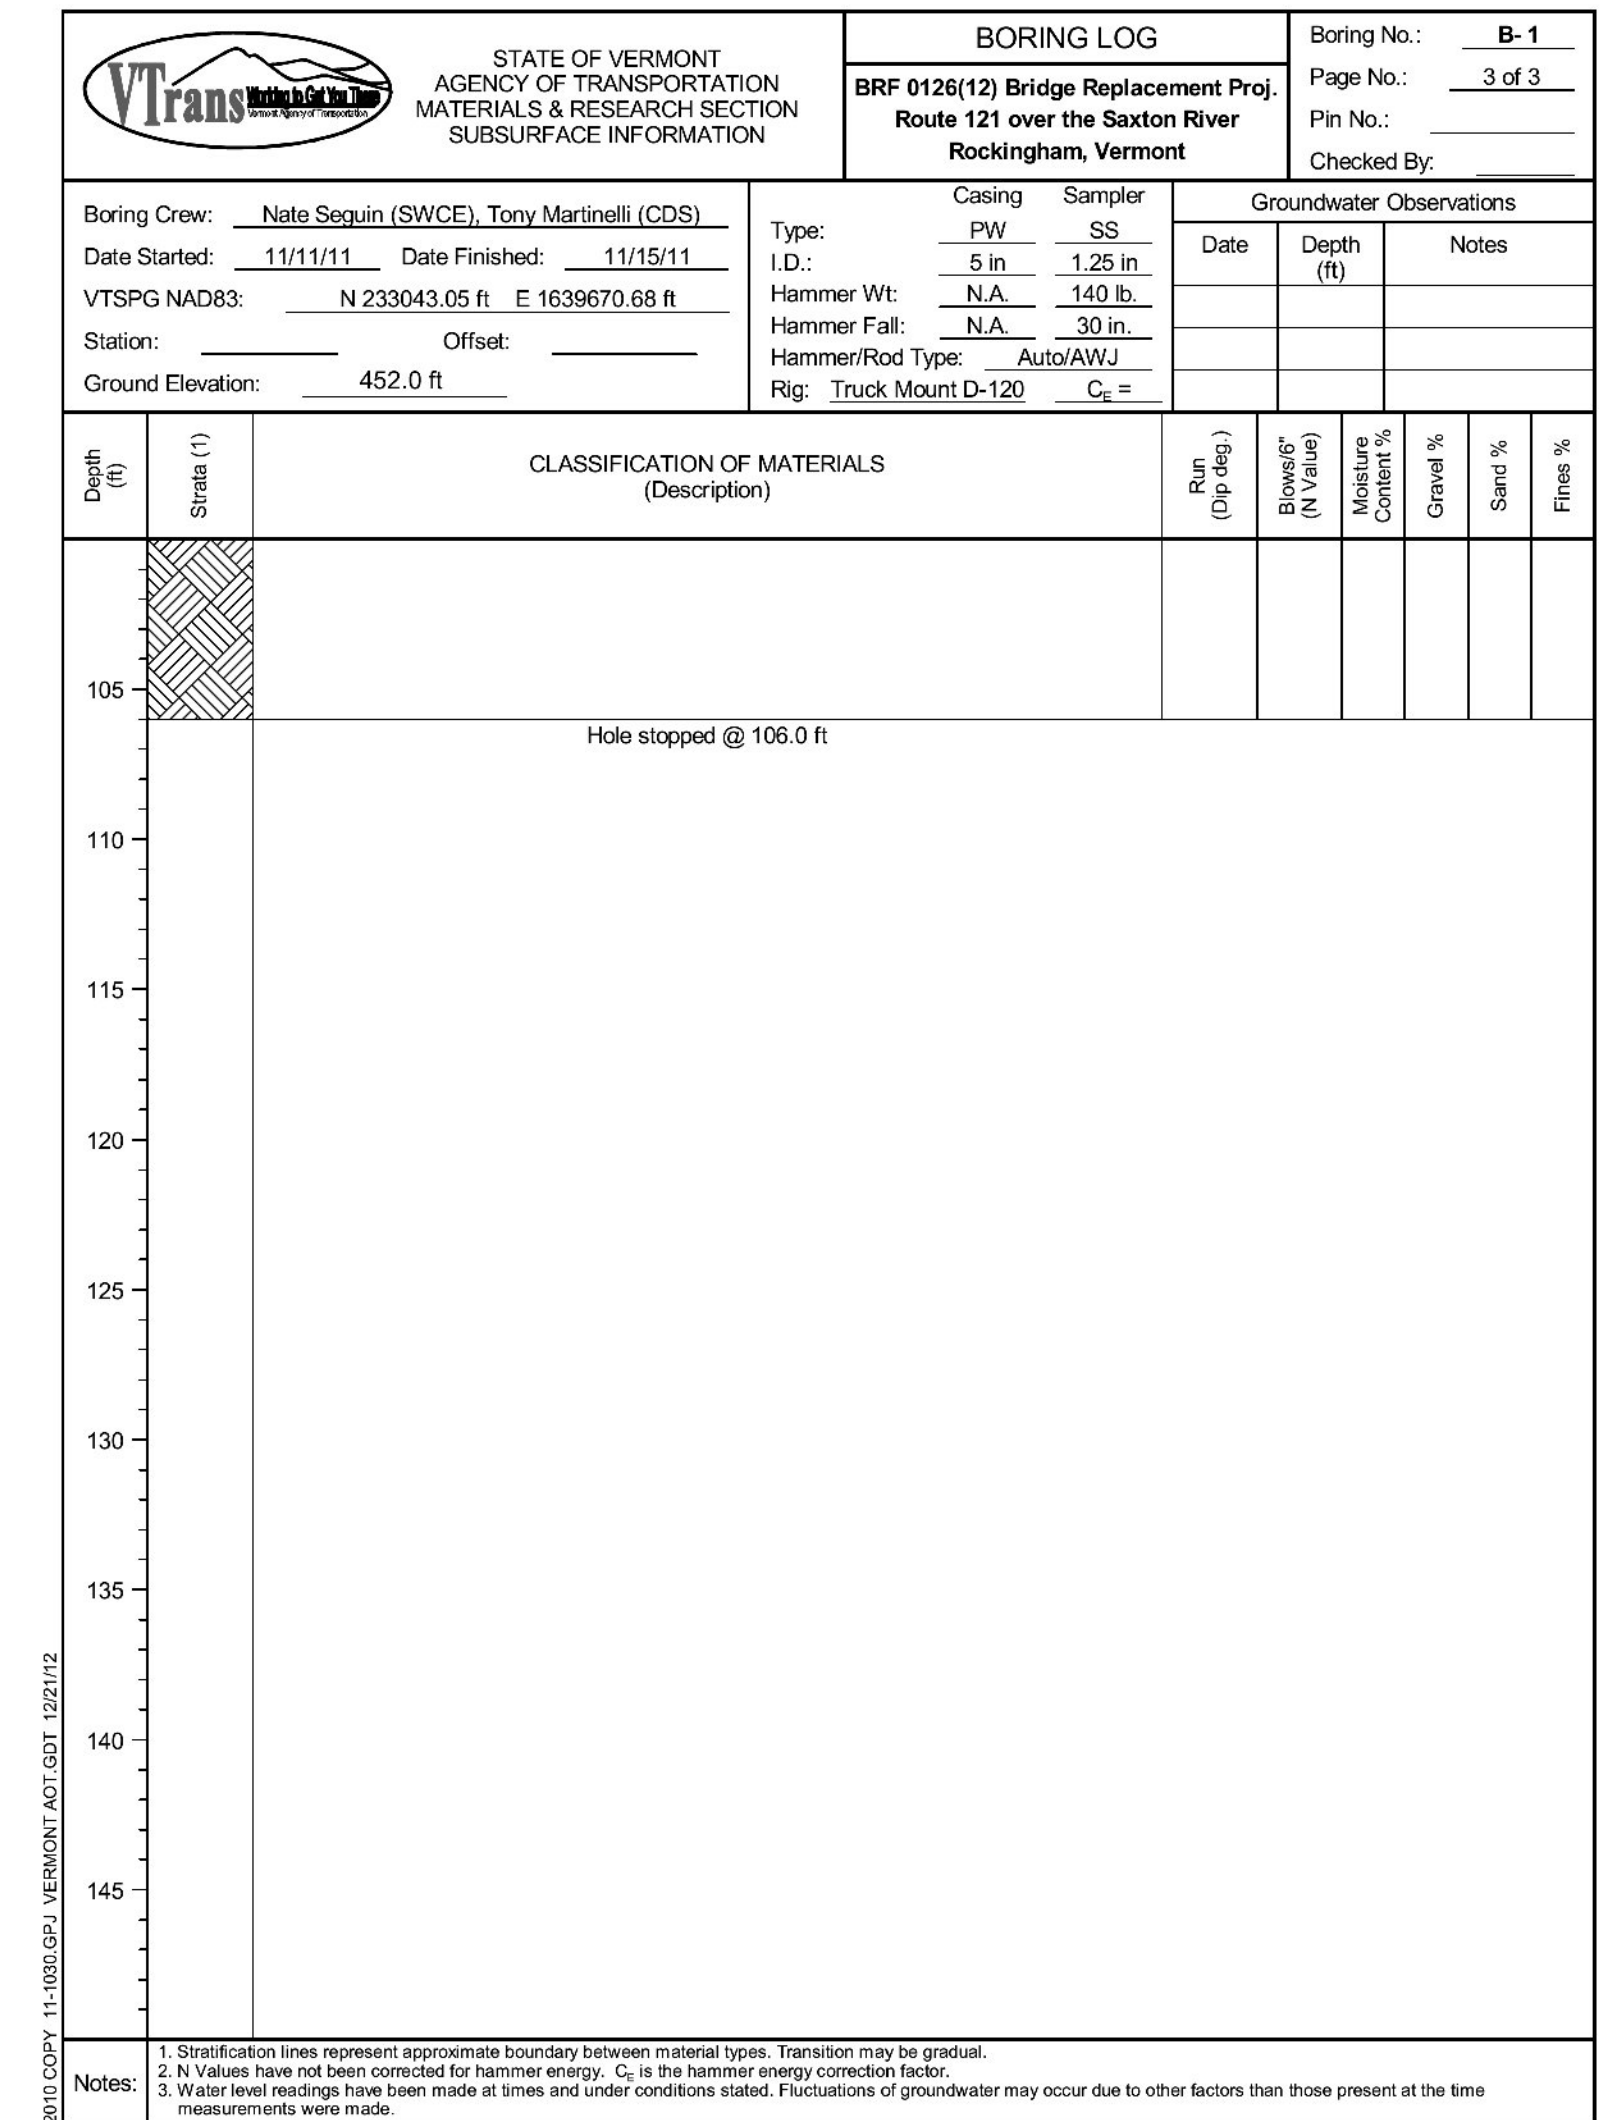 VTrans Working to Get You There
Vermont Agency of Transportation
STATE OF VERMONT
AGENCY OF TRANSPORTATION
MATERIALS & RESEARCH SECTION
SUBSURFACE INFORMATION
BORING LOG
BRF 0126(12) Bridge Replacement Proj.
Route 121 over the Saxton River
Rockingham, Vermont
Boring No.: B- 1
Page No.: 3 of 3
Pin No.:
Checked By:
Boring Crew: Nate Seguin (SWCE), Tony Martinelli (CDS)
Date Started: 11/11/11 Date Finished: 11/15/11
VTSPG NAD83: N 233043.05 ft E 1639670.68 ft
Station: Offset:
Ground Elevation: 452.0 ft
Casing Sampler
Type: PW SS
I.D.: 5 in 1.25 in
Hammer Wt: N.A. 140 lb.
Hammer Fall: N.A. 30 in.
Hammer/Rod Type: Auto/AWJ
Rig: Truck Mount D-120 CE =
Groundwater Observations
Date Depth (ft) Notes
Depth (ft)
Strata (1)
CLASSIFICATION OF MATERIALS
(Description)
Run (Dip deg.)
Blows/6" (N Value)
Moisture Content %
Gravel %
Sand %
Fines %
105
Hole stopped @ 106.0 ft
110
115
120
125
130
135
140
145
2010 COPY 11-1030.GPJ VERMONT AOT.GDT 12/21/12
Notes:
1. Stratification lines represent approximate boundary between material types. Transition may be gradual.
2. N Values have not been corrected for hammer energy. CE is the hammer energy correction factor.
3. Water level readings have been made at times and under conditions stated. Fluctuations of groundwater may occur due to other factors than those present at the time
measurements were made.